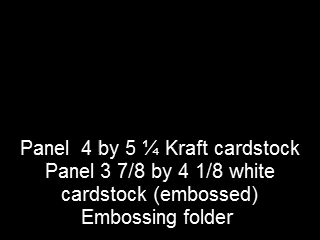 Panel  4 by 5 ¼ Kraft cardstock
Panel 3 7/8 by 4 1/8 white
cardstock (embossed)
Embossing folder